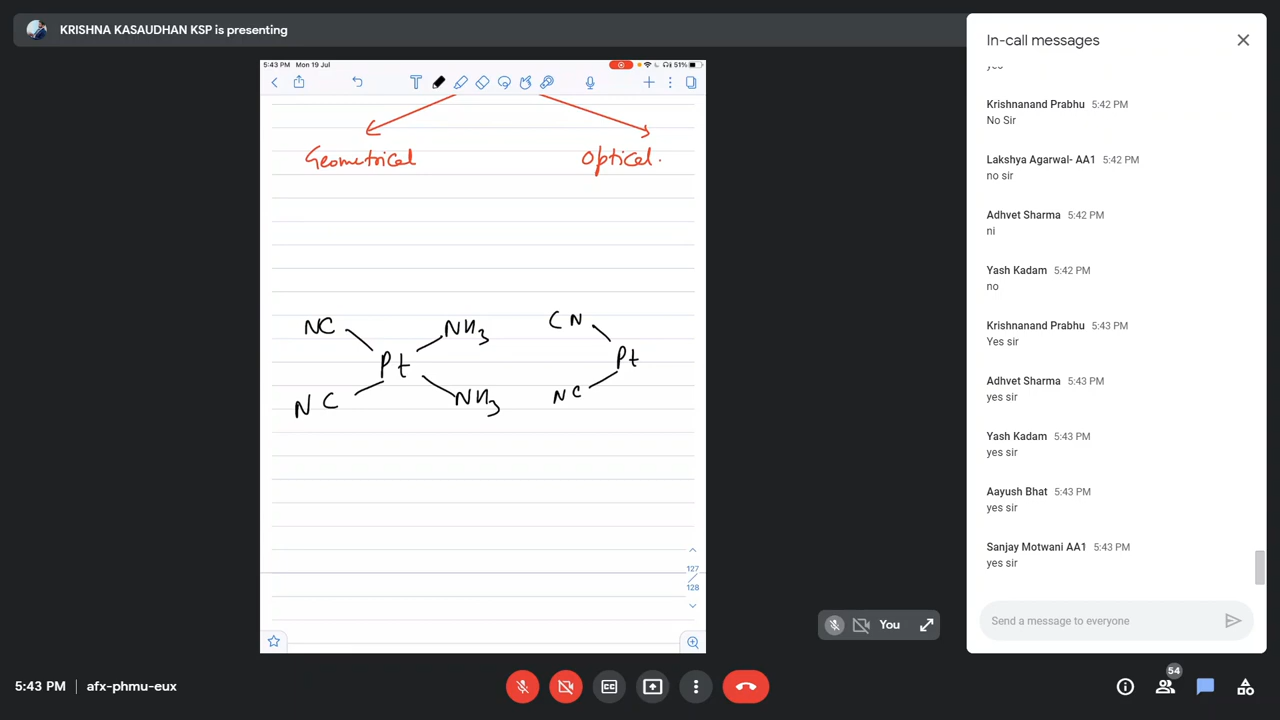 KRISHNA KASAUDHAN KSP is presenting
5:43 PM Mon 19 Jul
51%
T
Geometrical
Optical.
NC
NH3
Pt
NC
NH3
CN
Pt
NC
127
128
In-call messages
yes
Krishnanand Prabhu 5:42 PM
No Sir
Lakshya Agarwal- AA1 5:42 PM
no sir
Adhvet Sharma 5:42 PM
ni
Yash Kadam 5:42 PM
no
Krishnanand Prabhu 5:43 PM
Yes sir
Adhvet Sharma 5:43 PM
yes sir
Yash Kadam 5:43 PM
yes sir
Aayush Bhat 5:43 PM
yes sir
Sanjay Motwani AA1 5:43 PM
yes sir
Send a message to everyone
You
5:43 PM | afx-phmu-eux
CC
54